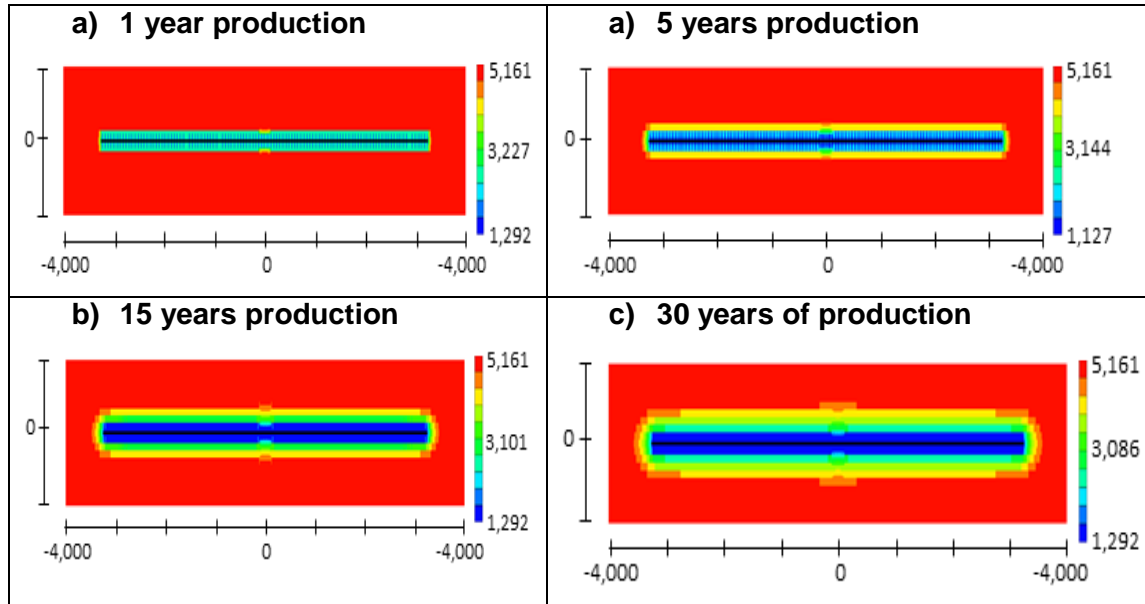 a) 1 year production
5,161
0
3,227
1,292
-4,000 0 -4,000
a) 5 years production
5,161
0
3,144
1,127
-4,000 0 -4,000
b) 15 years production
5,161
0
3,101
1,292
-4,000 0 -4,000
c) 30 years of production
5,161
0
3,086
1,292
-4,000 0 -4,000